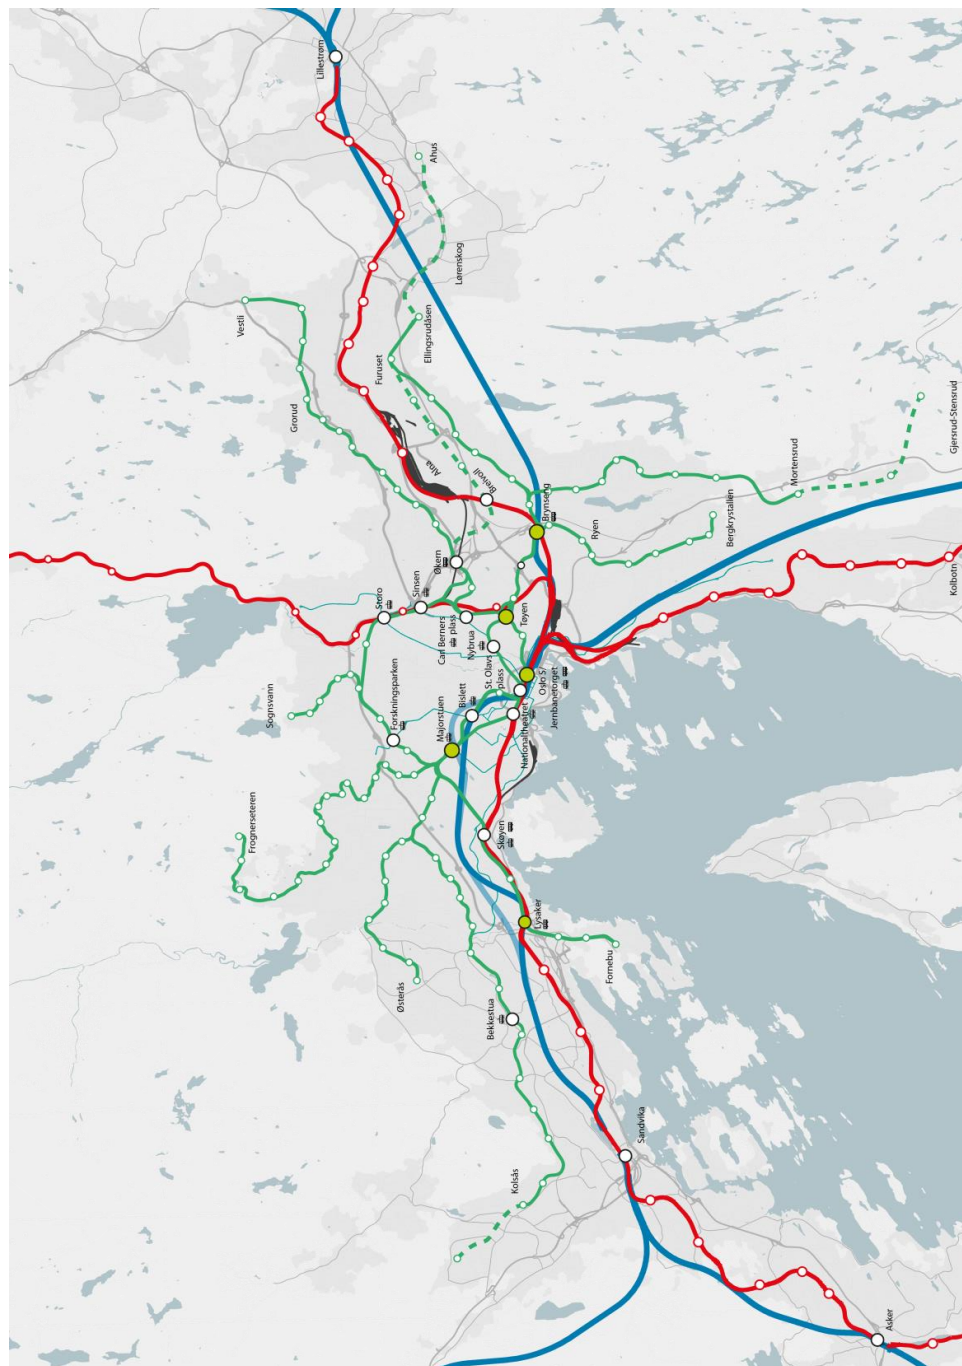 Lillestrøm
Ahus
Lørenskog
Vestli
Ellingsrudåsen
Furuset
Grorud
Alna
Gjersrud-Stensrud
Mortensrud
Breivoll
Brynseng
Ryen
Bergkrystallen
Økern
Sinsen
Storo
Kolbotn
Carl Berners
plass
Tøyen
Nybrua
St. Olavs
plass
Oslo S/
Jernbanetorget
Sognsvann
Forskningsparken
Bislett
Majorstuen
Nationaltheatret
Frognerseteren
Skøyen
Lysaker
Fornebu
Østerås
Bekkestua
Sandvika
Kolsås
Asker